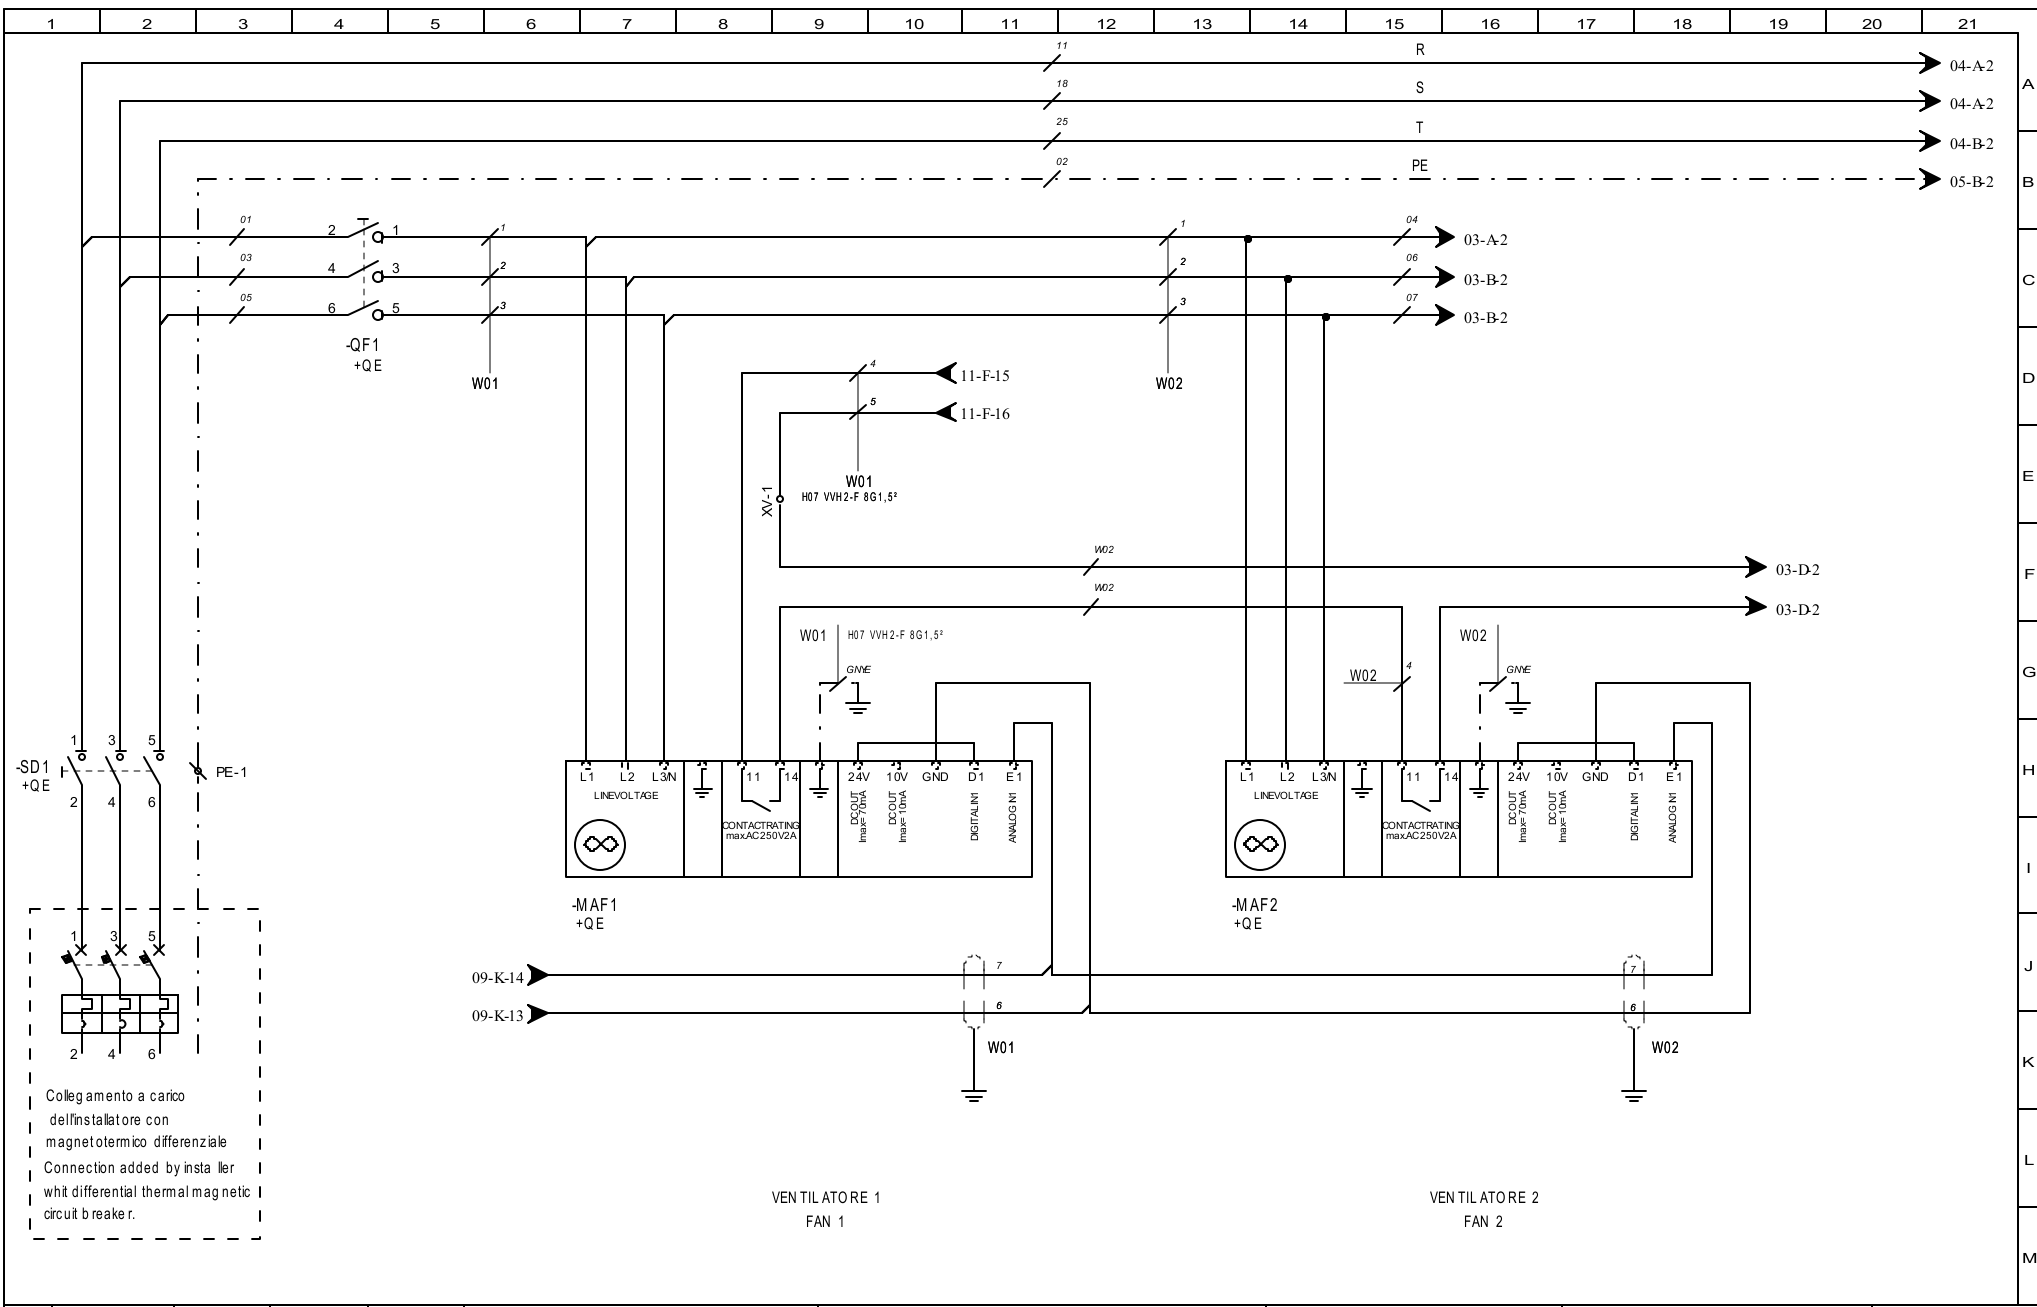 1 2 3 4 5 6 7 8 9 10 11 12 13 14 15 16 17 18 19 20 21
A
B
C
D
E
F
G
H
I
J
K
L
M
11 R 04-A-2
18 S 04-A-2
25 T 04-B-2
02 PE 05-B-2
01 2 1 1 1 04 03-A-2
03 4 3 2 2 06 03-B-2
05 6 5 3 3 07 03-B-2
-QF1
+QE
W01
W02
4 11-F-15
5 11-F-16
W01
H07 VVH2-F 8G1,5²
XV-1
W02 03-D-2
W02 03-D-2
W01 H07 VVH2-F 8G1,5²
GNYE
W02
GNYE
W02 4
1 3 5
-SD1
+QE
PE-1
2 4 6
L1 L2 L3/N 11 14 24V 10V GND D1 E1
LINEVOLTAGE
CONTACTRATING
max.AC250V2A
DCOUT
Imax=70mA
DCOUT
Imax=10mA
DIGITALIN1
ANALOGIN1
-MAF1
+QE
L1 L2 L3/N 11 14 24V 10V GND D1 E1
LINEVOLTAGE
CONTACTRATING
max.AC250V2A
DCOUT
Imax=70mA
DCOUT
Imax=10mA
DIGITALIN1
ANALOGIN1
-MAF2
+QE
1 3 5
2 4 6
09-K-14 7 7
09-K-13 6 6
W01
W02
Collegamento a carico
dell'installatore con
magnetotermico differenziale
Connection added by installer
whit differential thermal magnetic
circuit breaker.
VENTILATORE 1
FAN 1
VENTILATORE 2
FAN 2